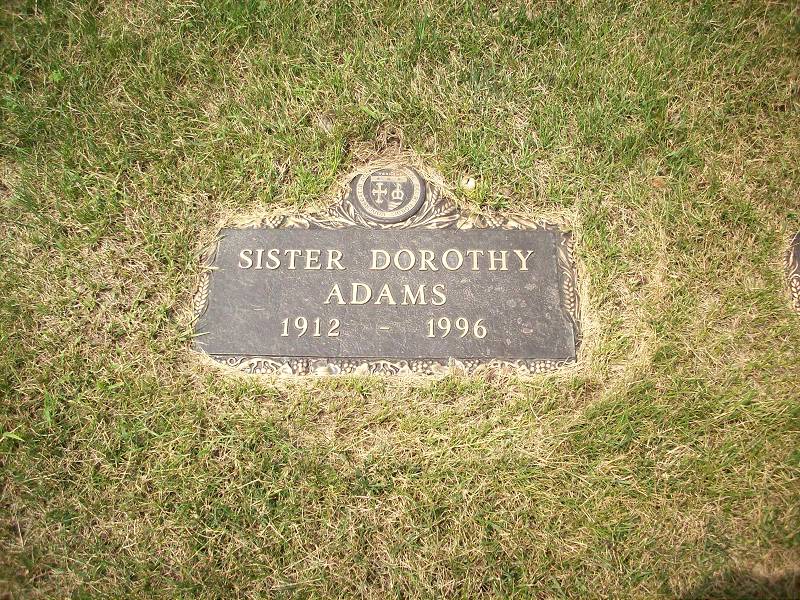 SISTER DOROTHY
ADAMS
1912 - 1996